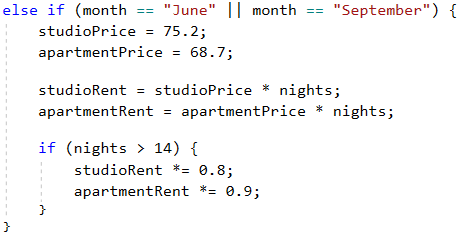 else if (month == "June" || month == "September") {
    studioPrice = 75.2;
    apartmentPrice = 68.7;

    studioRent = studioPrice * nights;
    apartmentRent = apartmentPrice * nights;

    if (nights > 14) {
        studioRent *= 0.8;
        apartmentRent *= 0.9;
    }
}